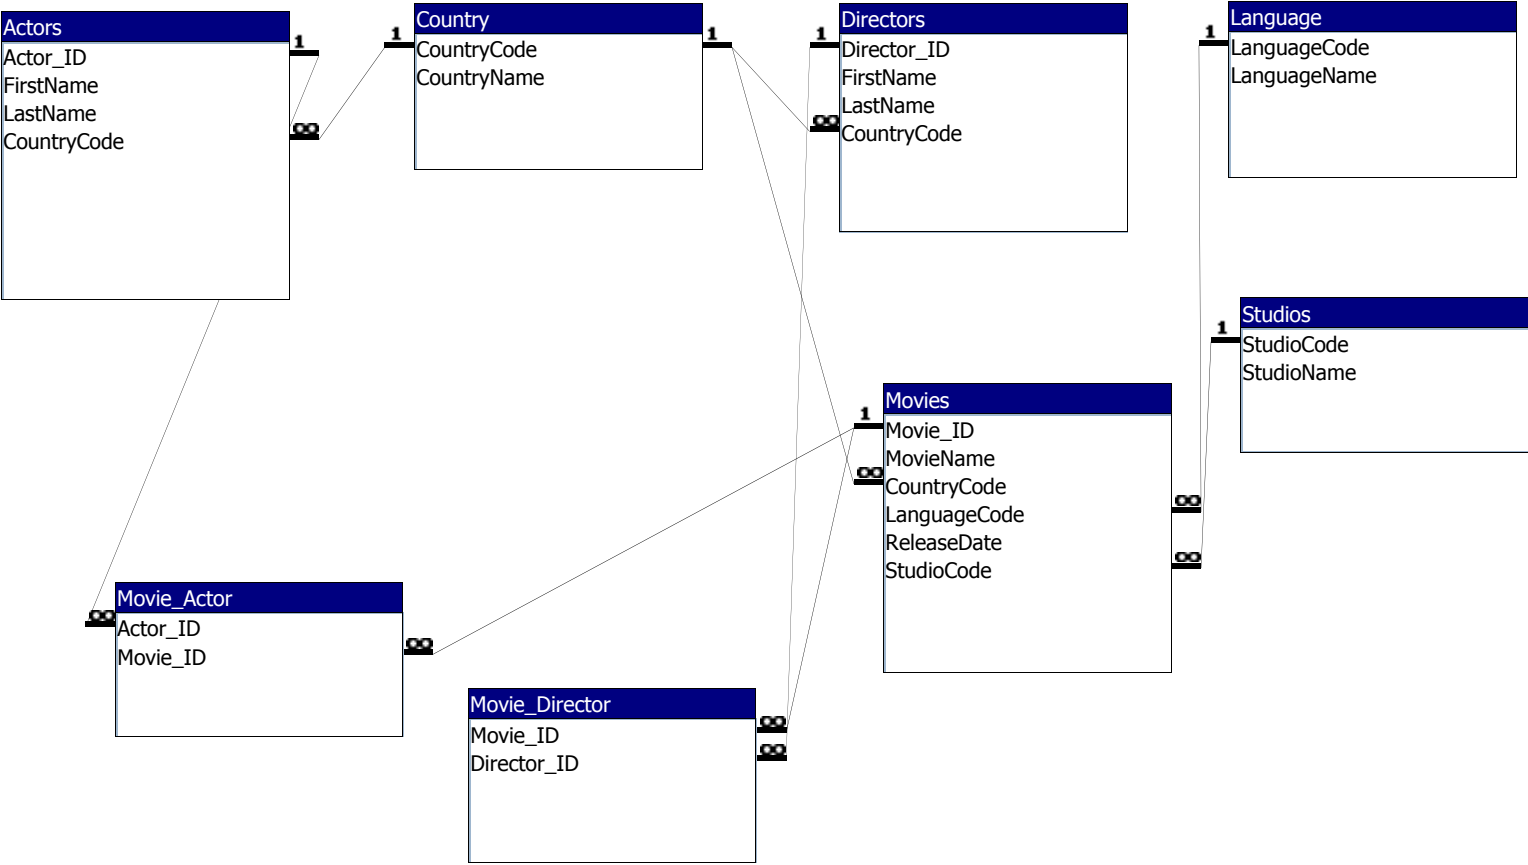 Actors
Actor_ID
FirstName
LastName
CountryCode
1
∞
1
Country
CountryCode
CountryName
1
1
∞
Directors
Director_ID
FirstName
LastName
CountryCode
1
Language
LanguageCode
LanguageName
1
Studios
StudioCode
StudioName
1
∞
Movies
Movie_ID
MovieName
CountryCode
LanguageCode
ReleaseDate
StudioCode
∞
∞
∞
Movie_Actor
Actor_ID
Movie_ID
∞
Movie_Director
Movie_ID
Director_ID
∞
∞